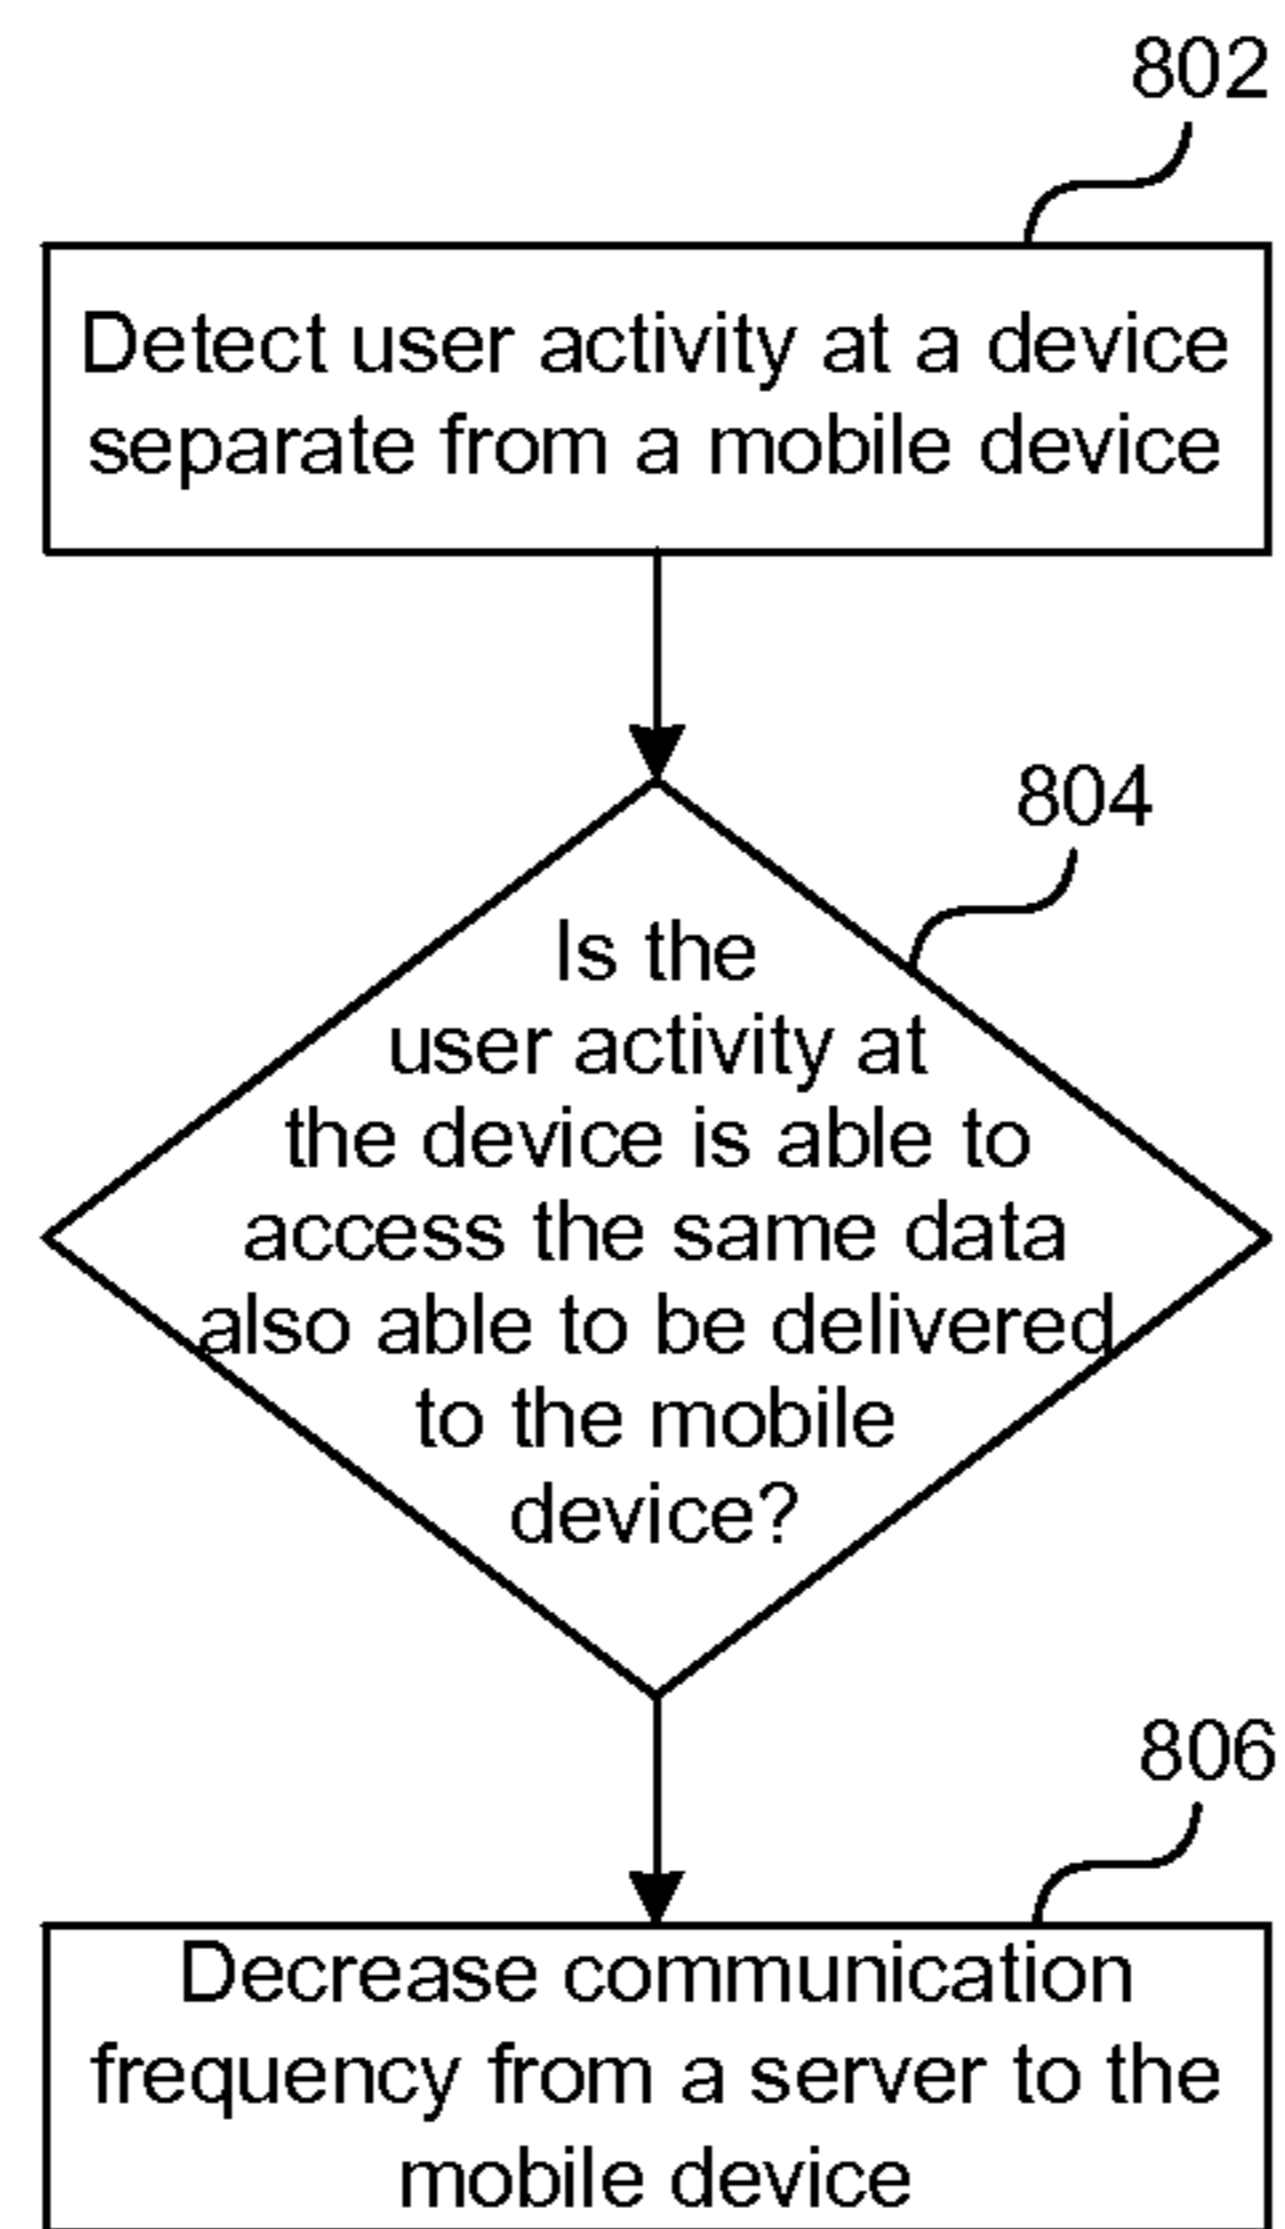 802
Detect user activity at a device
separate from a mobile device
804
Is the
user activity at
the device is able to
access the same data
also able to be delivered
to the mobile
device?
806
Decrease communication
frequency from a server to the
mobile device